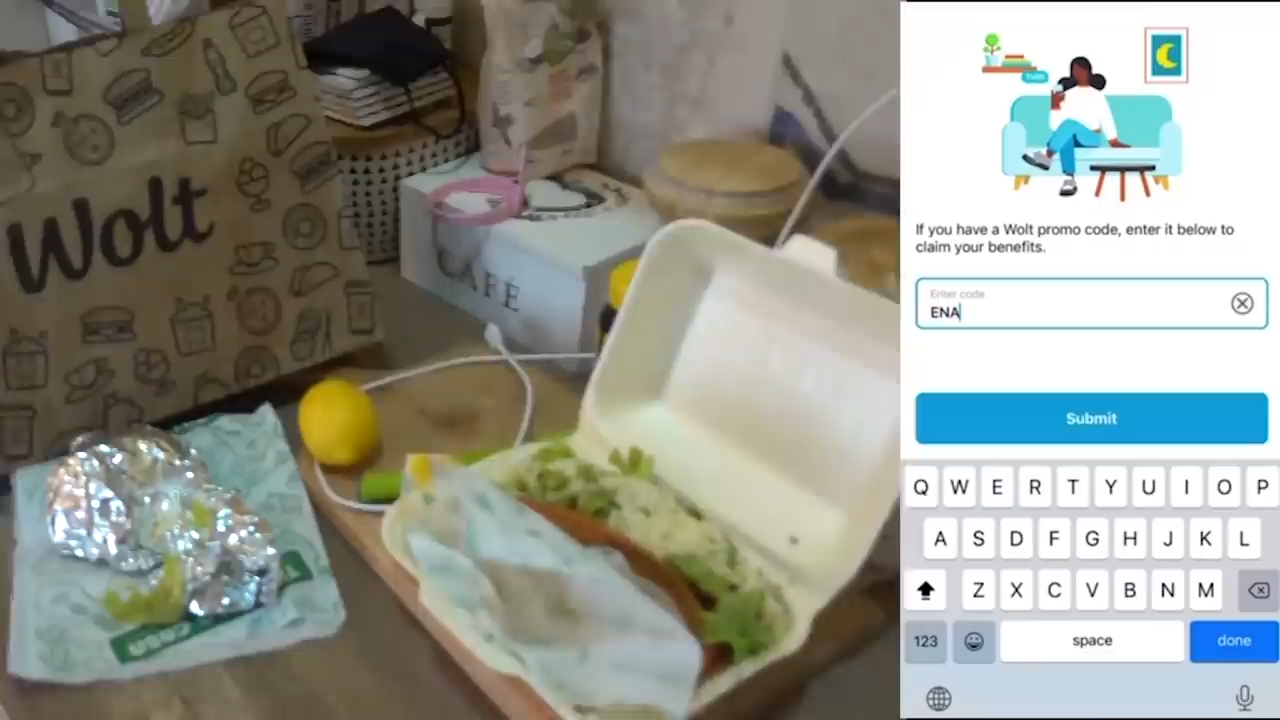 Wolt
CAFÉ
If you have a Wolt promo code, enter it below to
claim your benefits.
Enter code
ENA
Submit
Q W E R T Y U I O P
A S D F G H J K L
Z X C V B N M
123
space
done